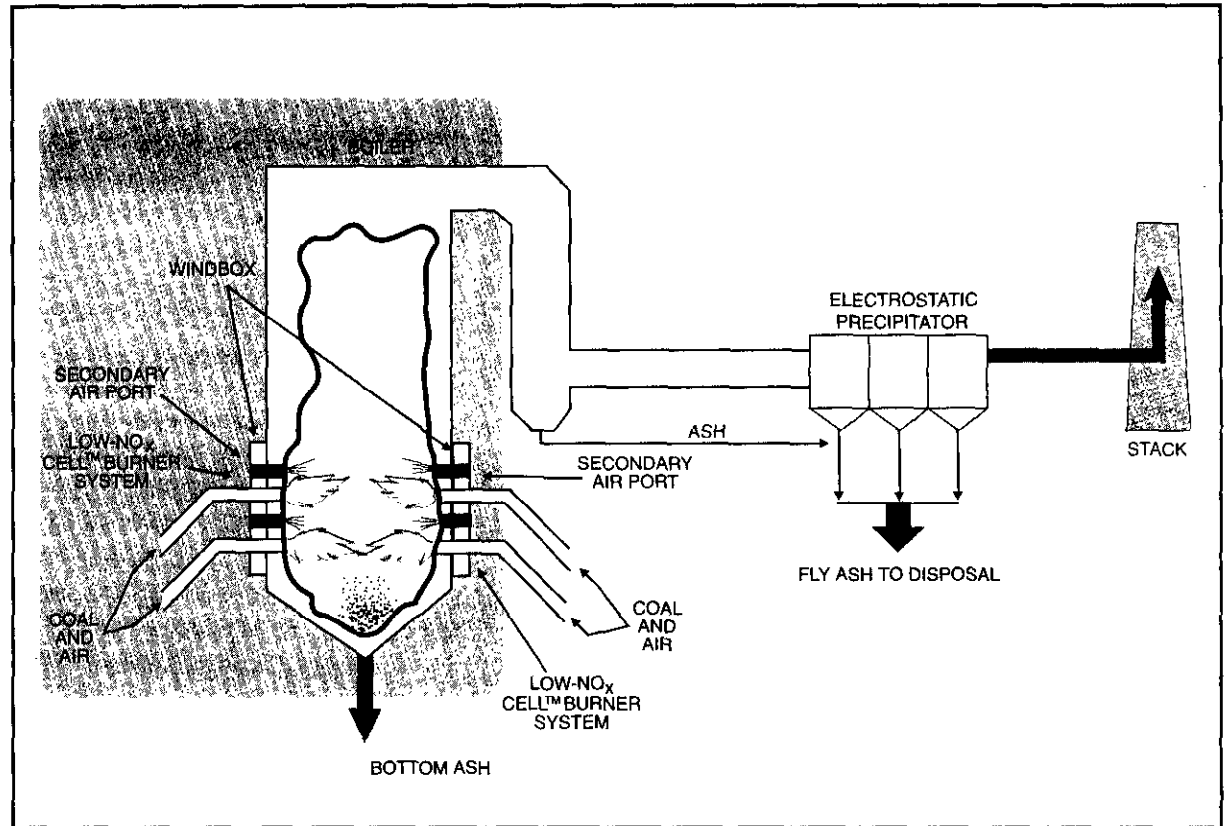 BOILER
WINDBOX
SECONDARY
AIR PORT
LOW-NOX
CELL™ BURNER
SYSTEM
COAL
AND
AIR
BOTTOM ASH
SECONDARY
AIR PORT
COAL
AND
AIR
LOW-NOX
CELL™ BURNER
SYSTEM
ASH
ELECTROSTATIC
PRECIPITATOR
FLY ASH TO DISPOSAL
STACK